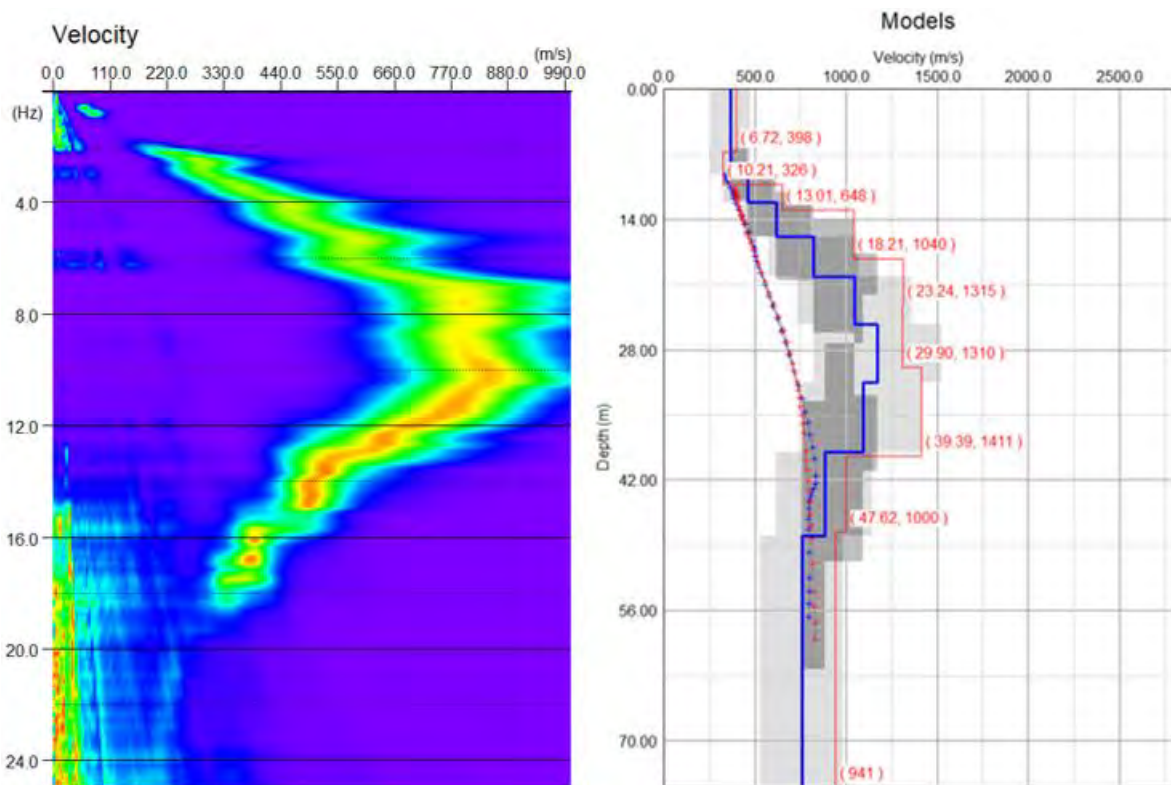 Velocity
(m/s)
0.0 110.0 220.0 330.0 440.0 550.0 660.0 770.0 880.0 990.0
(Hz)
4.0
8.0
12.0
16.0
20.0
24.0
Models
Velocity (m/s)
0.0 5000.0 10000.0 15000.0 2000.0 2500.0
0.00
14.00
28.00
42.00
56.00
70.00
Depth (m)
( 6.72, 398 )
( 10.21, 326 )
( 13.01, 648 )
( 18.21, 1040 )
( 23.24, 1315 )
( 29.90, 1310 )
( 39.39, 1411 )
( 47.62, 1000 )
( 941 )